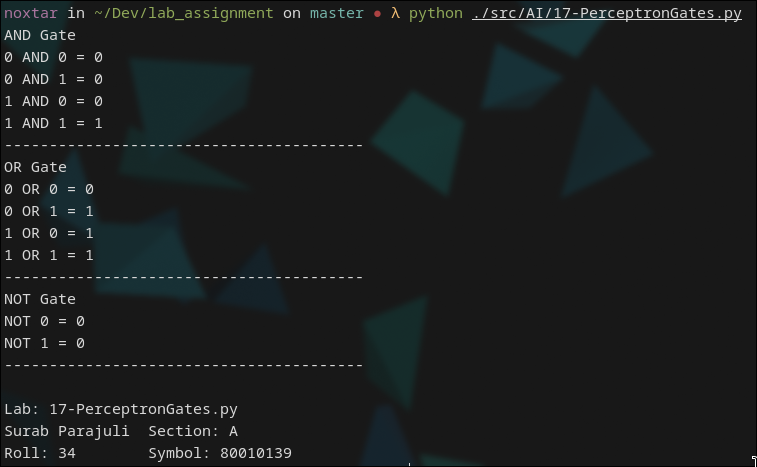 noxtar in ~/Dev/lab_assignment on master • λ python ./src/AI/17-PerceptronGates.py
AND Gate
0 AND 0 = 0
0 AND 1 = 0
1 AND 0 = 0
1 AND 1 = 1
----------------------------------------
OR Gate
0 OR 0 = 0
0 OR 1 = 1
1 OR 0 = 1
1 OR 1 = 1
----------------------------------------
NOT Gate
NOT 0 = 0
NOT 1 = 0
----------------------------------------
Lab: 17-PerceptronGates.py
Surab Parajuli  Section: A
Roll: 34        Symbol: 80010139